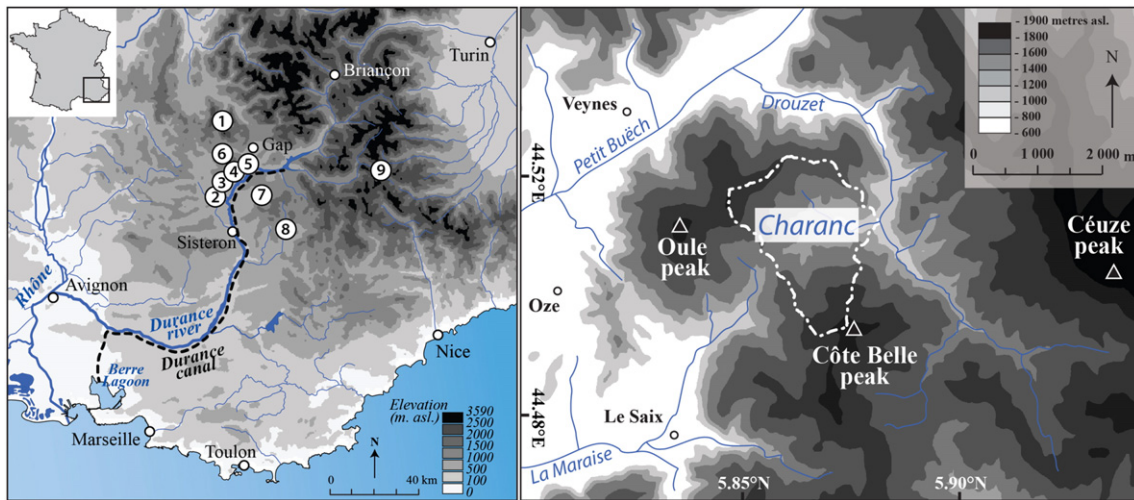 Turin
Briançon
1
Gap
6
5
4
3
9
2
7
Sisteron
8
Rhône
Avignon
Durance
river
Durance
canal
Nice
Berre
Lagoon
Marseille
Toulon
Elevation
(m. asl.)
3590
2500
2000
1500
1000
500
100
0
N
0
40 km
- 1900 metres asl.
- 1800
- 1600
- 1400
- 1200
- 1000
- 800
- 600
N
0
1 000
2 000 m
Veynes
Drouzet
Petit Buëch
44.52°E
Charanc
Oule
peak
Céuze
peak
Oze
Côte Belle
peak
44.48°E
Le Saix
La Maraise
5.85°N
5.90°N